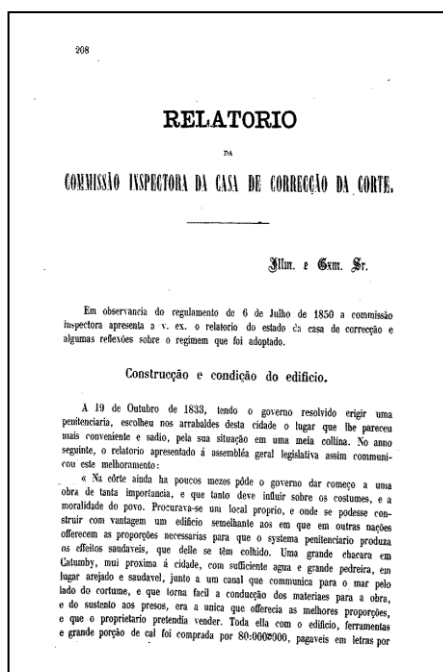 208
RELATORIO
DA
COMMISSÃO INSPECTORA DA CASA DE CORRECÇÃO DA CORTE.
Illm. e Exm. Sr.
Em observancia do regulamento de 6 de Julho de 1850 a commissão
inspectora apresenta a v. ex. o relatorio do estado da casa de correcção e
algumas reflexões sobre o regimem que foi adoptado.
Construcção e condição do edificio.
A 19 de Outubro de 1833, tendo o governo resolvido erigir uma
penitenciaria, escolheu nos arrabaldes desta cidade o lugar que lhe pareceu
mais conveniente e sadio, pela sua situação em uma meia collina. No anno
seguinte, o relatorio apresentado á assembléa geral legislativa assim communi-
cou este melhoramento:
« Na côrte ainda ha poucos mezes pôde o governo dar começo a uma
obra de tanta importancia, e que tanto deve influir sobre os costumes, e a
moralidade do povo. Procurava-se um local proprio, e onde se podesse con-
struir com vantagem um edificio semelhante aos em que em outras nações
offerecem as proporções necessarias para que o systema penitenciario produza
os effeitos saudaveis, que delle se têm colhido. Uma grande chacara em
Catumby, mui proxima á cidade, com sufficiente agua e grande pedreira, em
lugar arejado e saudavel, junto a um canal que communica para o mar pelo
lado do cortume, e que torna facil a conducção dos materiaes para a obra,
e do sustento aos presos, era a unica que offerecia as melhores proporções,
e que o proprietario pretendia vender. Toda ella com o edificio, ferramentas
e grande porção de cal foi comprada por 80:000$000, pagaveis em letras por